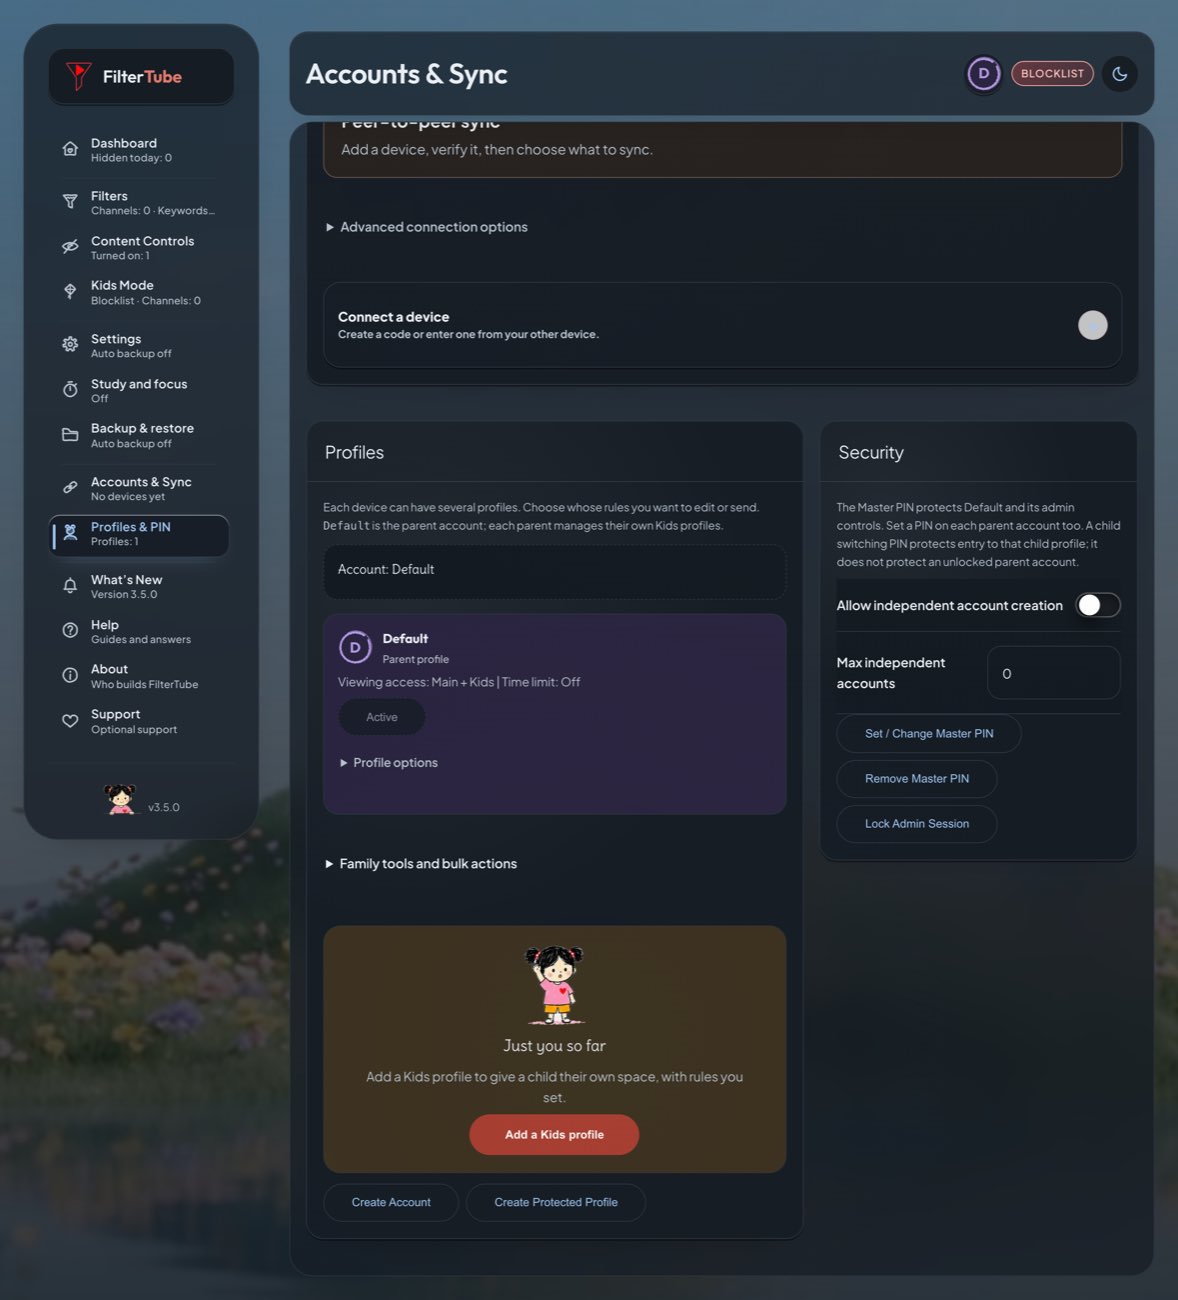 FilterTube
Dashboard
Hidden today: 0
Filters
Channels: 0 · Keywords...
Content Controls
Turned on: 1
Kids Mode
Blocklist · Channels: 0
Settings
Auto backup off
Study and focus
Off
Backup & restore
Auto backup off
Accounts & Sync
No devices yet
Profiles & PIN
Profiles: 1
What's New
Version 3.5.0
Help
Guides and answers
About
Who builds FilterTube
Support
Optional support
v3.5.0
Accounts & Sync
D
BLOCKLIST
Peer-to-peer sync
Add a device, verify it, then choose what to sync.
Advanced connection options
Connect a device
Create a code or enter one from your other device.
Profiles
Each device can have several profiles. Choose whose rules you want to edit or send.
Default is the parent account; each parent manages their own Kids profiles.
Account: Default
D
Default
Parent profile
Viewing access: Main + Kids | Time limit: Off
Active
Profile options
Family tools and bulk actions
Just you so far
Add a Kids profile to give a child their own space, with rules you
set.
Add a Kids profile
Create Account
Create Protected Profile
Security
The Master PIN protects Default and its admin
controls. Set a PIN on each parent account too. A child
switching PIN protects entry to that child profile; it
does not protect an unlocked parent account.
Allow independent account creation
Max independent
accounts
0
Set / Change Master PIN
Remove Master PIN
Lock Admin Session